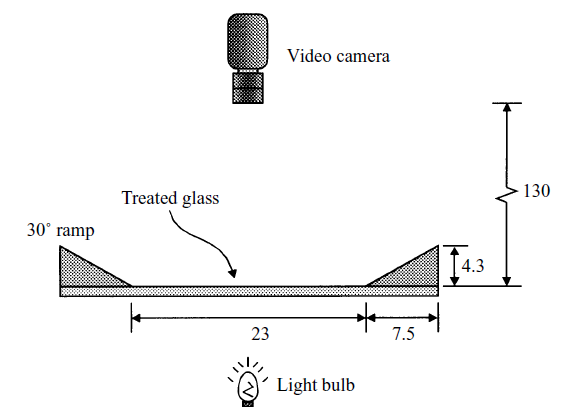 Video camera
130
Treated glass
30° ramp
4.3
23
7.5
Light bulb